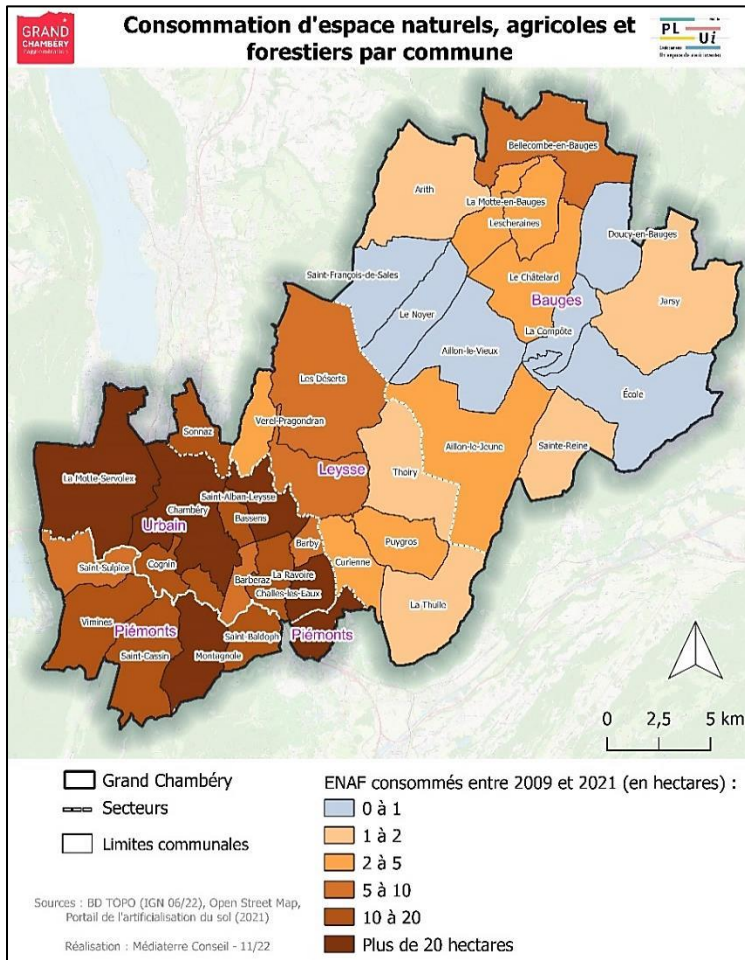 GRAND
CHAMBÉRY
Consommation d'espace naturels, agricoles et
forestiers par commune
PL
Ui
Bellecombe-en-Bauges
Arith
La Motte-en-Bauges
Lescheraines
Doucy-en-Bauges
Saint-François-de-Sales
Le Châtelard
Jarsy
Bauges
Le Noyer
La Compôte
Aillon-le-Vieux
École
Les Déserts
Sonnaz
Verel-Pragondran
Aillon-le-Jeune
Sainte-Reine
La Motte-Servolex
Leysse
Thoiry
Saint-Alban-Leysse
Chambéry
Bassens
Urbain
Barby
Puygros
Curienne
Saint-Sulpice
Cognin
La Ravoire
Barberaz
Challes-les-Eaux
La Thuile
Vimines
Piémonts
Saint-Baldoph
Piémonts
Saint-Cassin
Montagnole
0 2,5 5 km
Grand Chambéry
Secteurs
Limites communales
Sources : BD TOPO (IGN 06/22), Open Street Map,
Portail de l'artificialisation du sol (2021)
Réalisation : Médiaterre Conseil - 11/22
ENAF consommés entre 2009 et 2021 (en hectares) :
0 à 1
1 à 2
2 à 5
5 à 10
10 à 20
Plus de 20 hectares